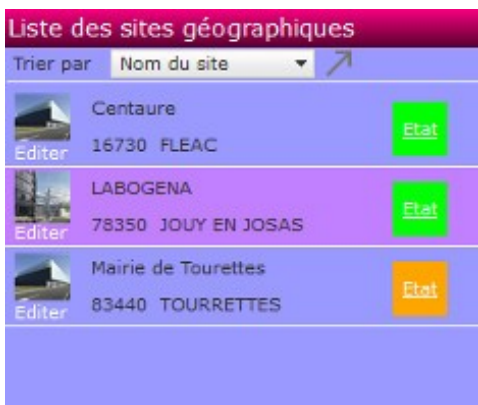 Liste des sites géographiques
Trier par Nom du site
Centaure
Etat
Editer 16730 FLEAC
LABOGENA
Etat
Editer 78350 JOUY EN JOSAS
Mairie de Tourettes
Etat
Editer 83440 TOURRETTES